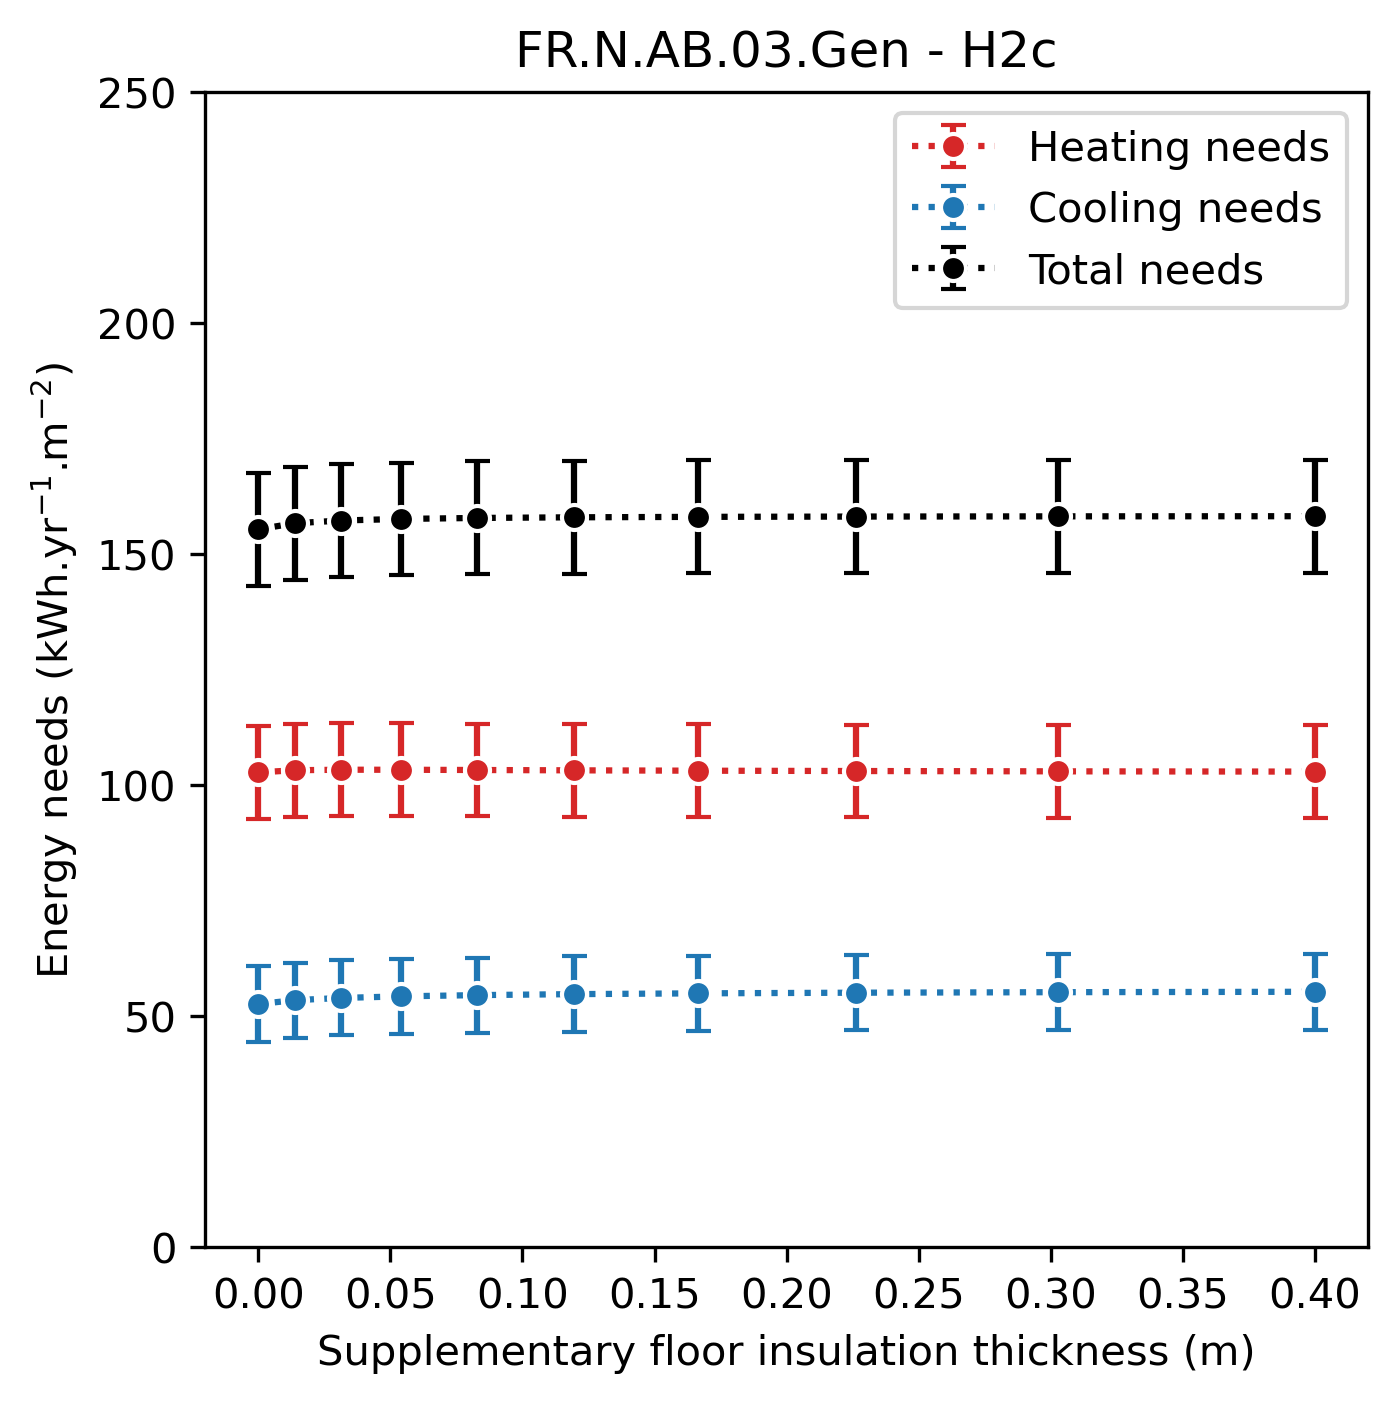 FR.N.AB.03.Gen - H2c
250
200
150
100
50
0
Energy needs (kWh.yr⁻¹.m⁻²)
Heating needs
Cooling needs
Total needs
0.00 0.05 0.10 0.15 0.20 0.25 0.30 0.35 0.40
Supplementary floor insulation thickness (m)